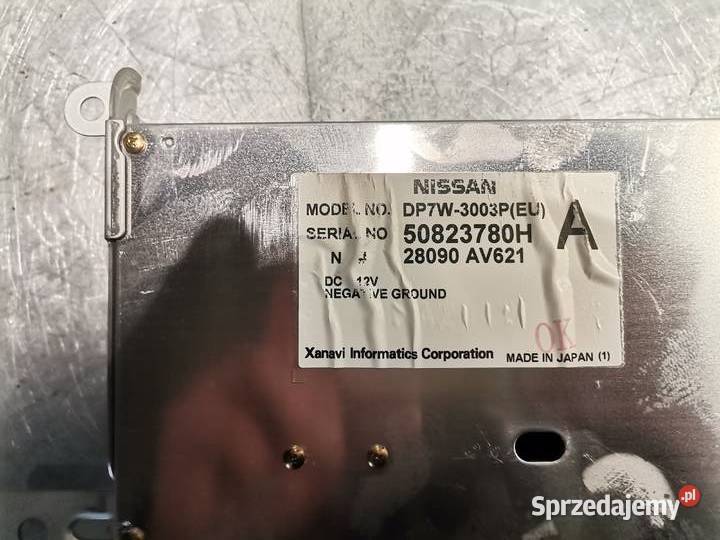 NISSAN
MODEL NO. DP7W-3003P(EU)
SERIAL NO 50823780H A
N # 28090 AV621
DC 12V
NEGATIVE GROUND
OK
Xanavi Informatics Corporation MADE IN JAPAN (1)
Sprzedajemy.pl